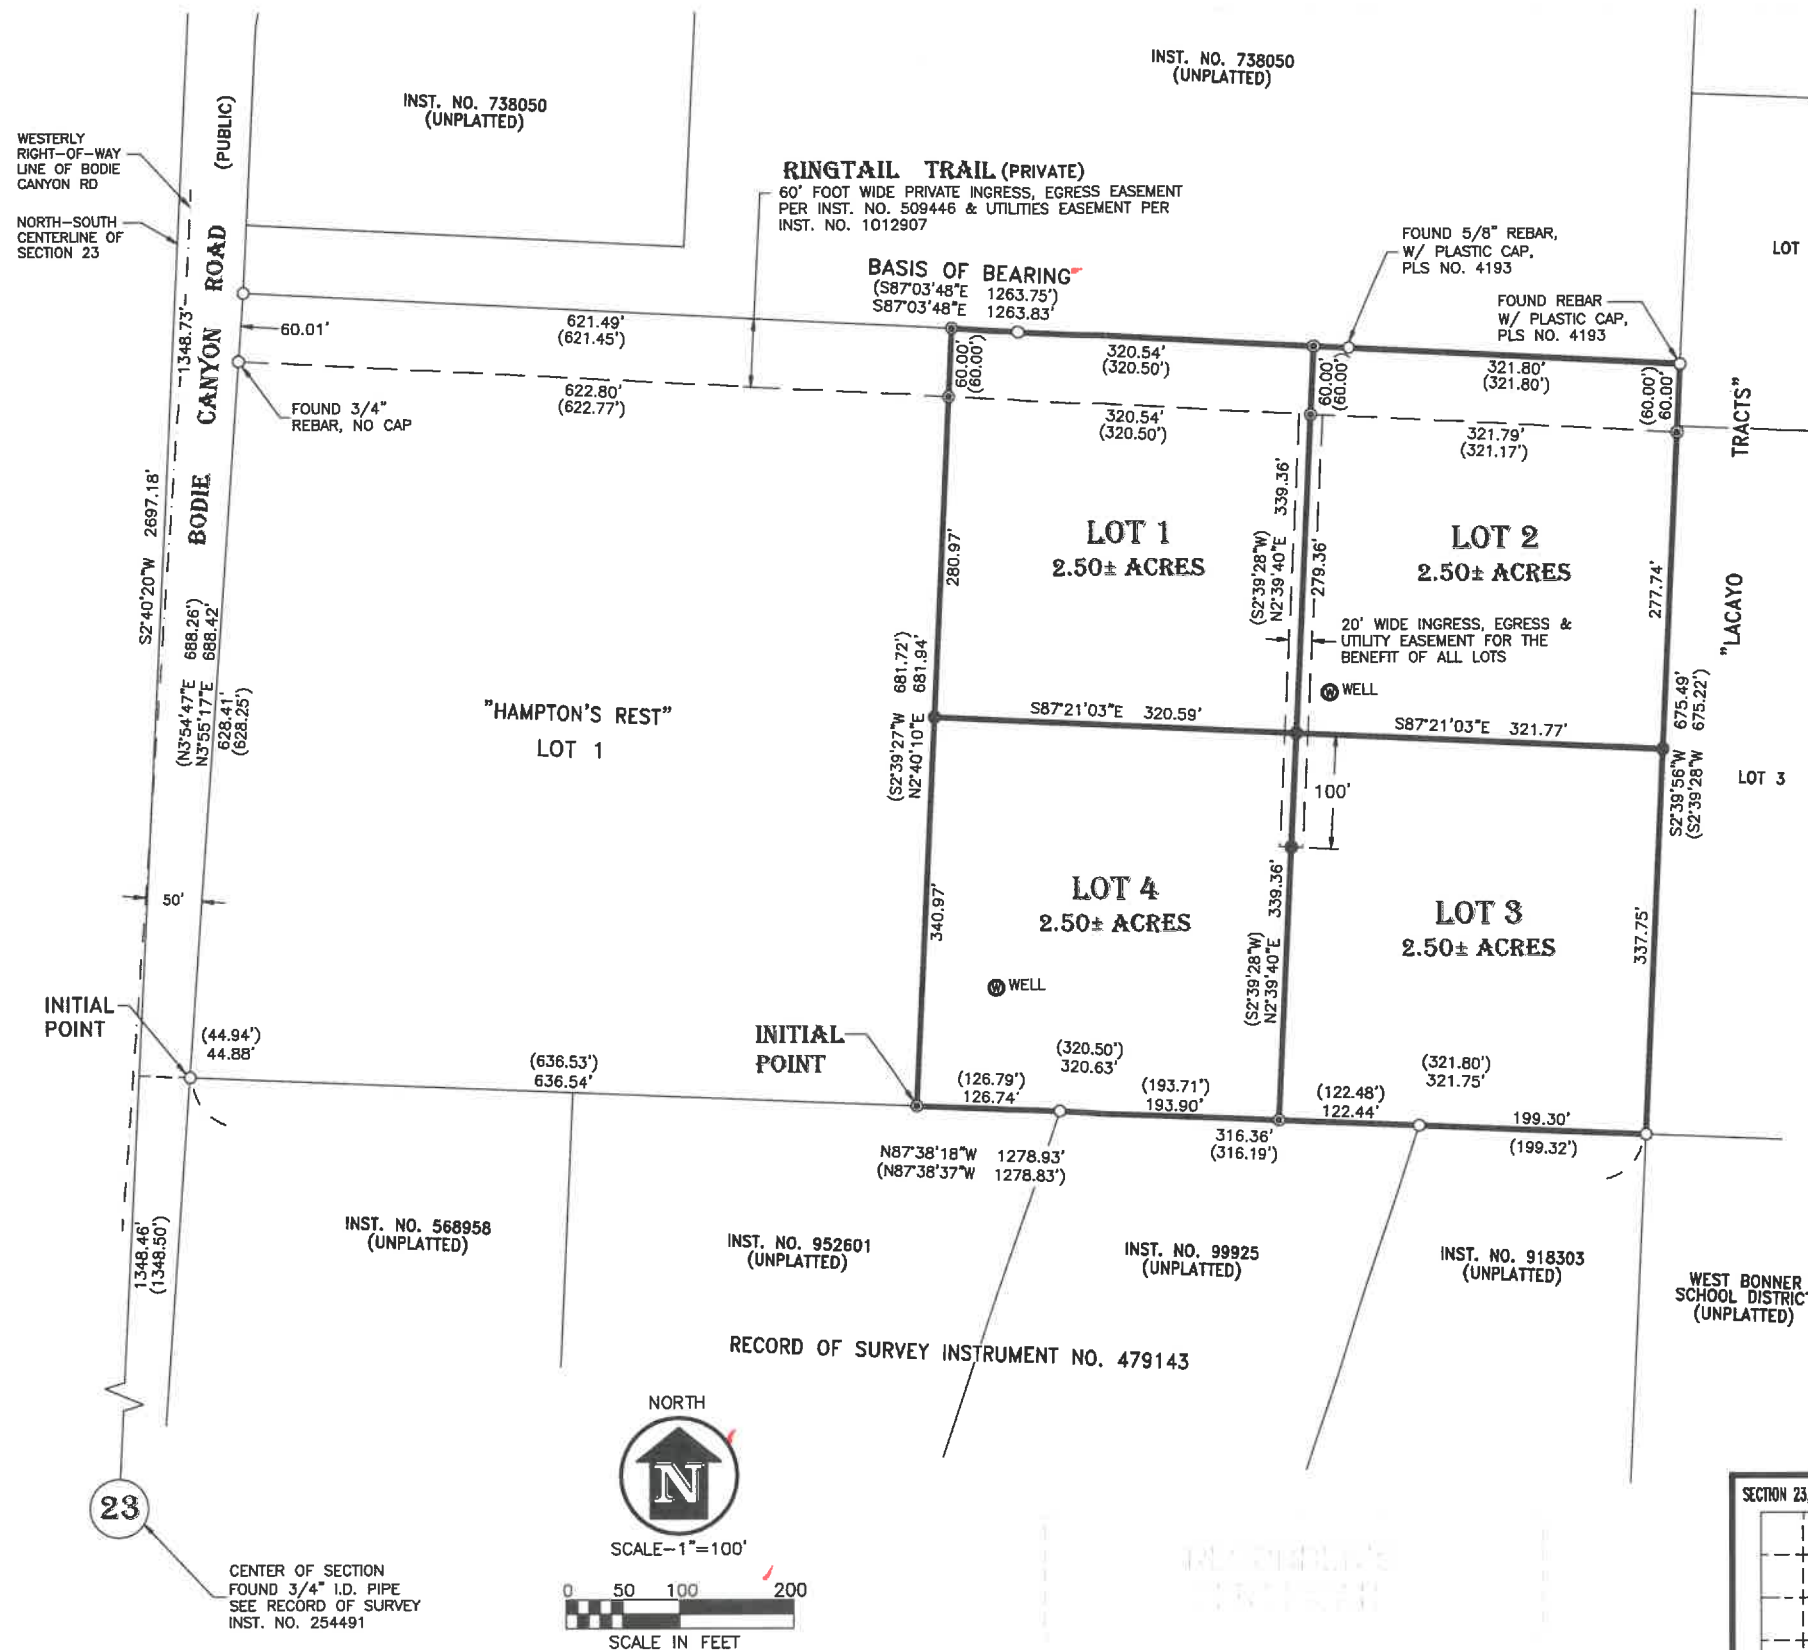 INST. NO. 738050
(UNPLATTED)
INST. NO. 738050
(UNPLATTED)
WESTERLY
RIGHT-OF-WAY
LINE OF BODIE
CANYON RD
NORTH-SOUTH
CENTERLINE OF
SECTION 23
(PUBLIC)
BODIE CANYON ROAD
RINGTAIL TRAIL (PRIVATE)
60' FOOT WIDE PRIVATE INGRESS, EGRESS EASEMENT
PER INST. NO. 509446 & UTILITIES EASEMENT PER
INST. NO. 1012907
BASIS OF BEARING
(S87°03'48"E 1263.75')
S87°03'48"E 1263.83'
FOUND 5/8" REBAR,
W/ PLASTIC CAP,
PLS NO. 4193
FOUND REBAR
W/ PLASTIC CAP,
PLS NO. 4193
LOT
1348.73'
60.01'
621.49'
(621.45')
622.80'
(622.77')
FOUND 3/4"
REBAR, NO CAP
60.00'
(60.00')
320.54'
(320.50')
320.54'
(320.50')
60.00'
(60.00')
321.80'
(321.80')
321.79'
(321.17')
(60.00')
60.00'
"LACAYO TRACTS"
S2°40'20"W 2697.18'
(N3°54'47"E 688.26')
N3°55'17"E 688.42'
628.41'
(628.25')
280.97'
LOT 1
2.50± ACRES
(S2°39'28"W)
N2°39'40"E 339.36'
279.36'
LOT 2
2.50± ACRES
277.74'
20' WIDE INGRESS, EGRESS &
UTILITY EASEMENT FOR THE
BENEFIT OF ALL LOTS
WELL
"HAMPTON'S REST"
LOT 1
(S2°39'27"W 681.72')
N2°40'10"E 681.94'
S87°21'03"E 320.59'
S87°21'03"E 321.77'
S2°39'56"W 675.49'
(S2°39'28"W 675.22')
LOT 3
100'
50'
340.97'
LOT 4
2.50± ACRES
W WELL
(S2°39'28"W)
N2°39'40"E 339.36'
LOT 3
2.50± ACRES
337.75'
INITIAL
POINT
(44.94')
44.88'
(636.53')
636.54'
INITIAL
POINT
(320.50')
320.63'
(126.79')
126.74'
(193.71')
193.90'
(321.80')
321.75'
(122.48')
122.44'
199.30'
(199.32')
316.36'
(316.19')
N87°38'18"W 1278.93'
(N87°38'37"W 1278.83')
1348.46'
(1348.50')
INST. NO. 568958
(UNPLATTED)
INST. NO. 952601
(UNPLATTED)
INST. NO. 99925
(UNPLATTED)
INST. NO. 918303
(UNPLATTED)
WEST BONNER
SCHOOL DISTRICT
(UNPLATTED)
RECORD OF SURVEY INSTRUMENT NO. 479143
NORTH
N
SCALE-1"=100'
0 50 100 200
SCALE IN FEET
23
CENTER OF SECTION
FOUND 3/4" I.D. PIPE
SEE RECORD OF SURVEY
INST. NO. 254491
SECTION 23,